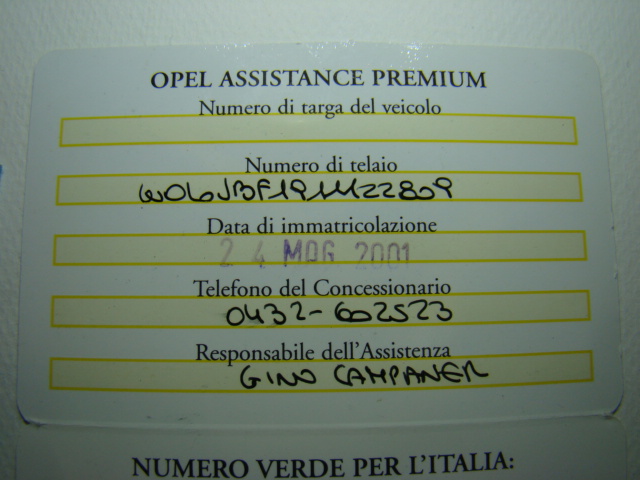 OPEL ASSISTANCE PREMIUM
Numero di targa del veicolo
Numero di telaio
W0L0JBF1911122809
Data di immatricolazione
24 MAG 2001
Telefono del Concessionario
0432-602523
Responsabile dell'Assistenza
GINO CAMPANER
NUMERO VERDE PER L'ITALIA: